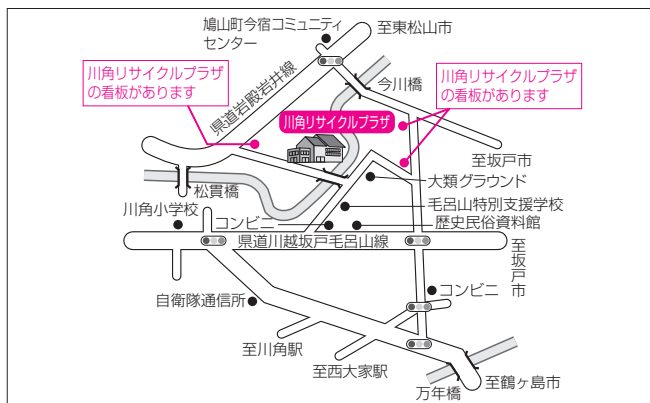 鳩山町今宿コミュニティ
センター
至東松山市
川角リサイクルプラザ
の看板があります
県道岩殿岩井線
今川橋
川角リサイクルプラザ
の看板があります
川角リサイクルプラザ
至坂戸市
松貫橋
大類グラウンド
毛呂山特別支援学校
川角小学校
コンビニ
歴史民俗資料館
県道川越坂戸毛呂山線
至坂戸市
自衛隊通信所
コンビニ
至川角駅
至西大家駅
万年橋
至鶴ヶ島市